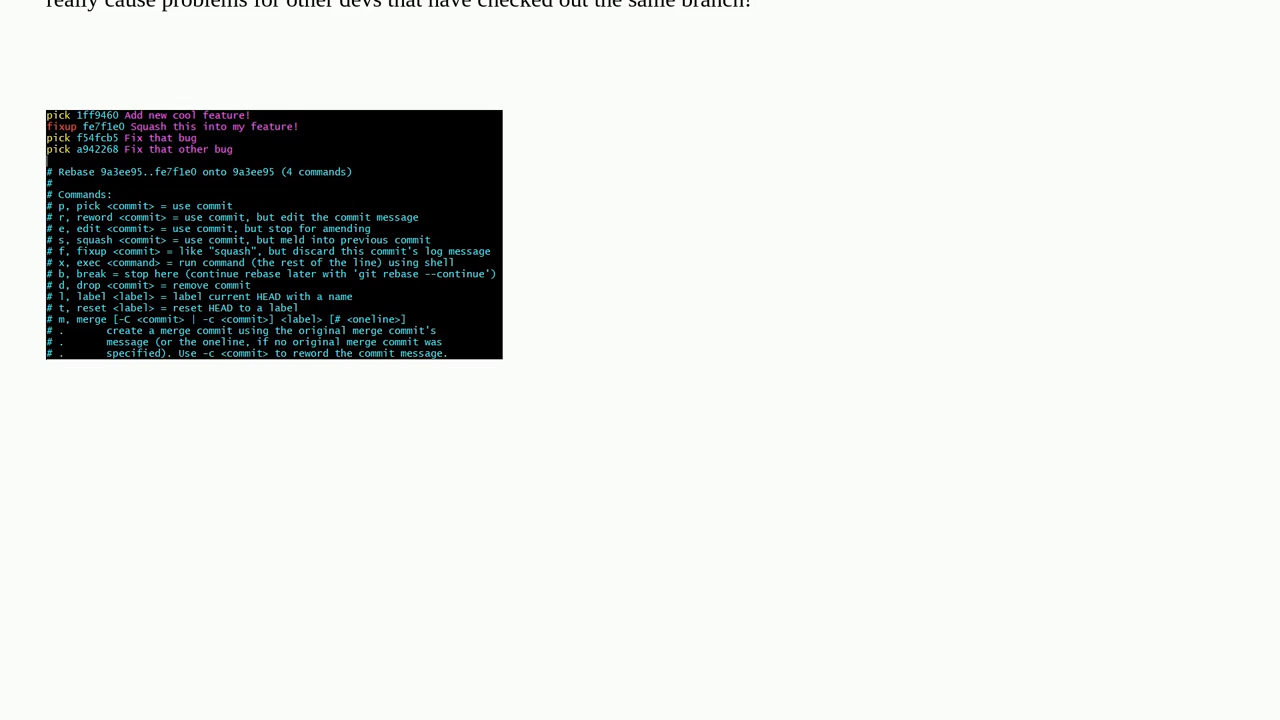 really cause problems for other devs that have checked out the same branch!
pick 1ff9460 Add new cool feature!
fixup fe7f1e0 Squash this into my feature!
pick f54fcb5 Fix that bug
pick a942268 Fix that other bug
# Rebase 9a3ee95..fe7f1e0 onto 9a3ee95 (4 commands)
#
# Commands:
# p, pick <commit> = use commit
# r, reword <commit> = use commit, but edit the commit message
# e, edit <commit> = use commit, but stop for amending
# s, squash <commit> = use commit, but meld into previous commit
# f, fixup <commit> = like "squash", but discard this commit's log message
# x, exec <command> = run command (the rest of the line) using shell
# b, break = stop here (continue rebase later with 'git rebase --continue')
# d, drop <commit> = remove commit
# l, label <label> = label current HEAD with a name
# t, reset <label> = reset HEAD to a label
# m, merge [-C <commit> | -c <commit>] <label> [# <oneline>]
# .       create a merge commit using the original merge commit's
# .       message (or the oneline, if no original merge commit was
# .       specified). Use -c <commit> to reword the commit message.